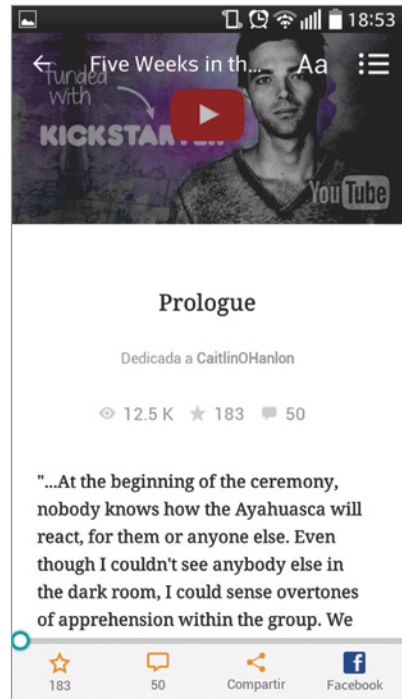 18:53
Five Weeks in th... Aa
funded
with
KICKSTARTER
YouTube
Prologue
Dedicada a CaitlinOHanlon
12.5 K 183 50
"...At the beginning of the ceremony,
nobody knows how the Ayahuasca will
react, for them or anyone else. Even
though I couldn't see anybody else in
the dark room, I could sense overtones
of apprehension within the group. We
183 50 Compartir Facebook